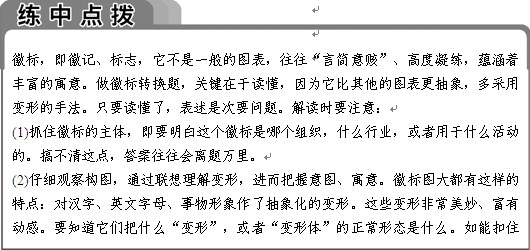 练中点拨
徽标，即徽记、标志，它不是一般的图表，往往“言简意赅”、高度凝练，蕴涵着
丰富的寓意。做徽标转换题，关键在于读懂，因为它比其他的图表更抽象，多采用
变形的手法。只要读懂了，表述是次要问题。解读时要注意：
(1)抓住徽标的主体，即要明白这个徽标是哪个组织，什么行业，或者用于什么活动
的。搞不清这点，答案往往会离题万里。
(2)仔细观察构图，通过联想理解变形，进而把握意图、寓意。徽标图大都有这样的
特点：对汉字、英文字母、事物形象作了抽象化的变形。这些变形非常美妙、富有
动感。要知道它们把什么“变形”，或者“变形体”的正常形态是什么。如能扣住